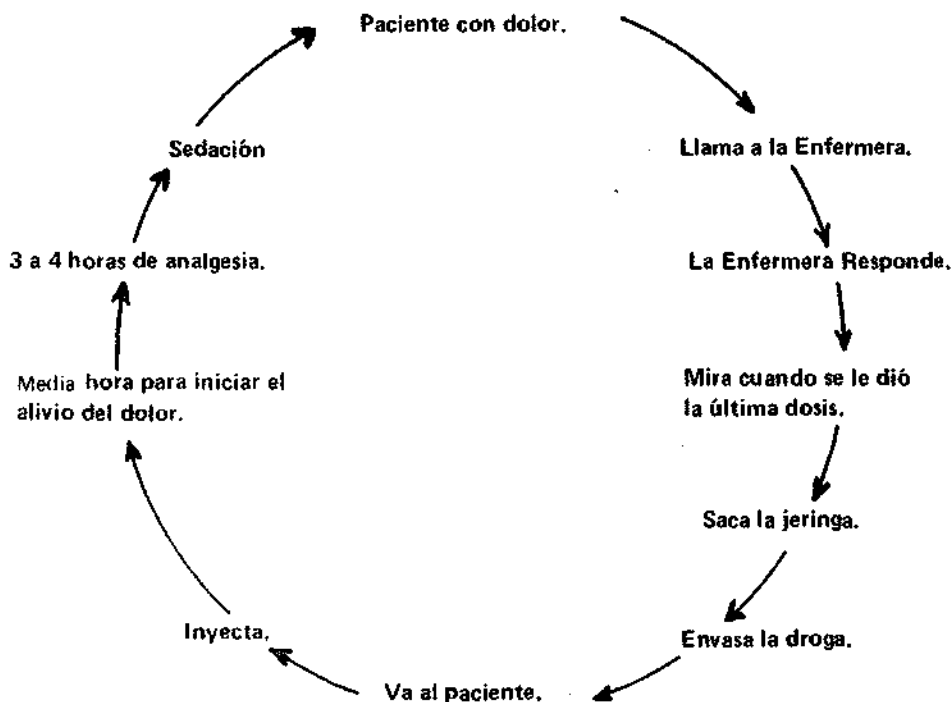 Paciente con dolor.
Llama a la Enfermera.
La Enfermera Responde.
Mira cuando se le dió
la última dosis.
Saca la jeringa.
Envasa la droga.
Va al paciente.
Inyecta.
Media hora para iniciar el
alivio del dolor.
3 a 4 horas de analgesia.
Sedación